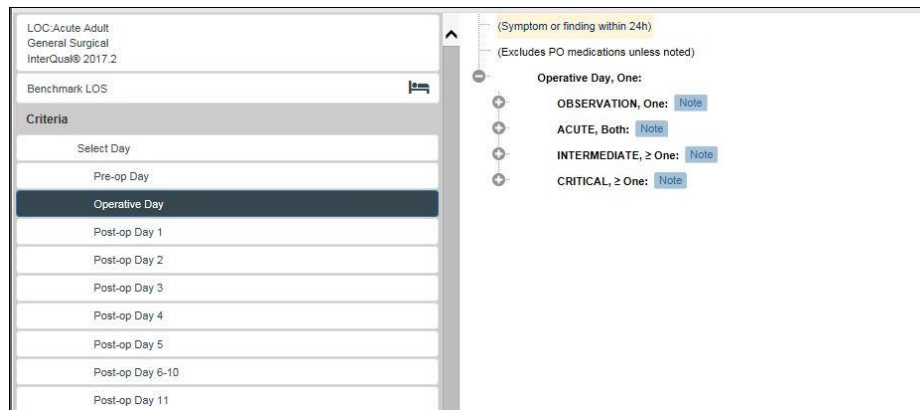 LOC:Acute Adult
General Surgical
InterQual® 2017.2
Benchmark LOS
Criteria
Select Day
Pre-op Day
Operative Day
Post-op Day 1
Post-op Day 2
Post-op Day 3
Post-op Day 4
Post-op Day 5
Post-op Day 6-10
Post-op Day 11
(Symptom or finding within 24h)
(Excludes PO medications unless noted)
Operative Day, One:
OBSERVATION, One: Note
ACUTE, Both: Note
INTERMEDIATE, ≥ One: Note
CRITICAL, ≥ One: Note